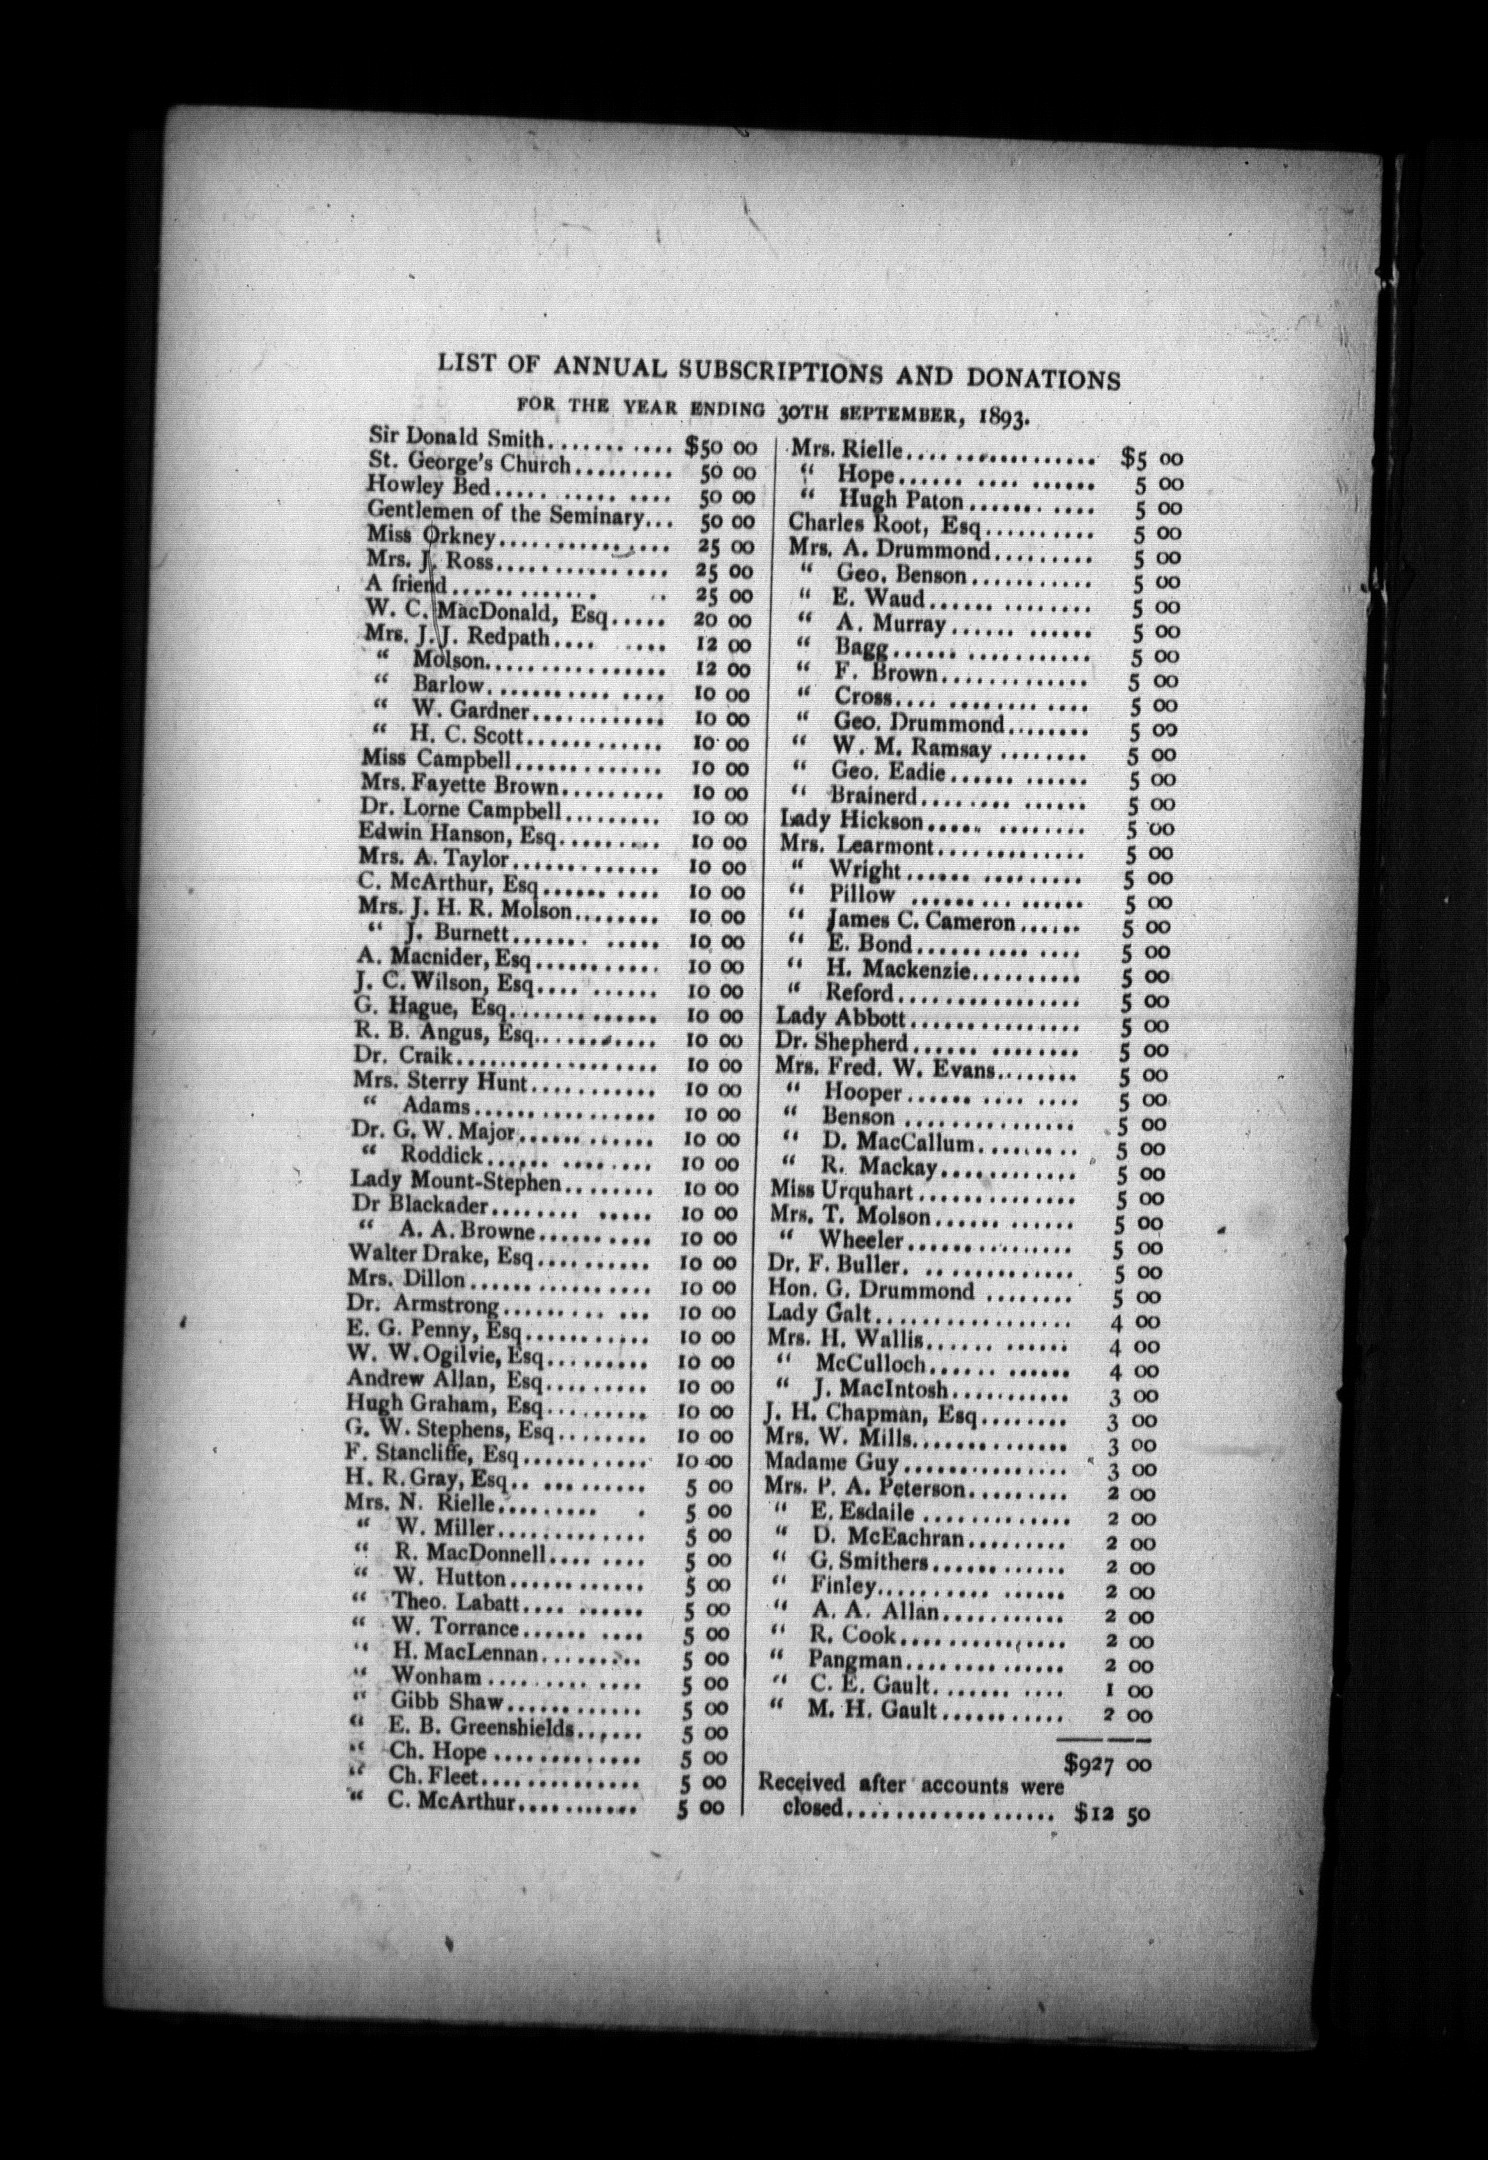 LIST OF ANNUAL SUBSCRIPTIONS AND DONATIONS
FOR THE YEAR ENDING 30TH SEPTEMBER, 1893.
Sir Donald Smith............ $50 00
St. George's Church......... 50 00
Howley Bed..... ..... .... 50 00
Gentlemen of the Seminary... 50 00
Miss Orkney................ 25 00
Mrs. J. Ross............... 25 00
A friend.............. .. 25 00
W. C. MacDonald, Esq..... 20 00
Mrs. J. J. Redpath.... .... 12 00
“ Molson................ 12 00
“ Barlow........... .... 10 00
“ W. Gardner............ 10 00
“ H. C. Scott............ 10 00
Miss Campbell............. 10 00
Mrs. Fayette Brown......... 10 00
Dr. Lorne Campbell......... 10 00
Edwin Hanson, Esq......... 10 00
Mrs. A. Taylor............. 10 00
C. McArthur, Esq...... .... 10 00
Mrs. J. H. R. Molson........ 10 00
“ J. Burnett....... ..... 10 00
A. Macnider, Esq........... 10 00
J. C. Wilson, Esq.... ...... 10 00
G. Hague, Esq............. 10 00
R. B. Angus, Esq........... 10 00
Dr. Craik.................. 10 00
Mrs. Sterry Hunt........... 10 00
“ Adams................ 10 00
Dr. G. W. Major............ 10 00
“ Roddick...... ........ 10 00
Lady Mount-Stephen........ 10 00
Dr Blackader........ ..... 10 00
“ A. A. Browne.......... 10 00
Walter Drake, Esq.......... 10 00
Mrs. Dillon................ 10 00
Dr. Armstrong......... ... 10 00
E. G. Penny, Esq........... 10 00
W. W. Ogilvie, Esq......... 10 00
Andrew Allan, Esq......... 10 00
Hugh Graham, Esq.......... 10 00
G. W. Stephens, Esq........ 10 00
F. Stancliffe, Esq........... 10 00
H. R. Gray, Esq.. ......... 5 00
Mrs. N. Rielle......... . 5 00
“ W. Miller............. 5 00
“ R. MacDonnell.... .... 5 00
“ W. Hutton............ 5 00
“ Theo. Labatt.... ...... 5 00
“ W. Torrance...... .... 5 00
“ H. MacLennan......... 5 00
“ Wonham .......... .... 5 00
“ Gibb Shaw............ 5 00
“ E. B. Greenshields...... 5 00
“ Ch. Hope ............. 5 00
“ Ch. Fleet.............. 5 00
“ C. McArthur........... 5 00
Mrs. Rielle................. $5 00
“ Hope...... .... ...... 5 00
“ Hugh Paton....... .... 5 00
Charles Root, Esq.......... 5 00
Mrs. A. Drummond......... 5 00
“ Geo. Benson........... 5 00
“ E. Waud...... ........ 5 00
“ A. Murray...... ...... 5 00
“ Bagg...... ........... 5 00
“ F. Brown............. 5 00
“ Cross.... ........ .... 5 00
“ Geo. Drummond........ 5 00
“ W. M. Ramsay ........ 5 00
“ Geo. Eadie...... ...... 5 00
“ Brainerd........ ...... 5 00
Lady Hickson..... ........ 5 00
Mrs. Learmont............. 5 00
“ Wright...... ......... 5 00
“ Pillow ......... ...... 5 00
“ James C. Cameron...... 5 00
“ E. Bond.......... .... 5 00
“ H. Mackenzie.......... 5 00
“ Reford................ 5 00
Lady Abbott............... 5 00
Dr. Shepherd...... ........ 5 00
Mrs. Fred. W. Evans........ 5 00
“ Hooper...... .... .... 5 00
“ Benson ............... 5 00
“ D. MacCallum......... 5 00
“ R. Mackay............ 5 00
Miss Urquhart.............. 5 00
Mrs. T. Molson...... ...... 5 00
“ Wheeler.............. 5 00
Dr. F. Buller. ............. 5 00
Hon. G. Drummond ........ 5 00
Lady Galt.................. 4 00
Mrs. H. Wallis...... ...... 4 00
“ McCulloch...... ...... 4 00
“ J. MacIntosh........... 3 00
J. H. Chapman, Esq........ 3 00
Mrs. W. Mills.............. 3 00
Madame Guy............... 3 00
Mrs. P. A. Peterson......... 2 00
“ E. Esdaile ............ 2 00
“ D. McEachran......... 2 00
“ G. Smithers...... ...... 2 00
“ Finley.......... ...... 2 00
“ A. A. Allan........... 2 00
“ R. Cook............... 2 00
“ Pangman.............. 2 00
“ C. E. Gault....... .... 1 00
“ M. H. Gault........... 2 00
$927 00
Received after accounts were
closed................... $12 50